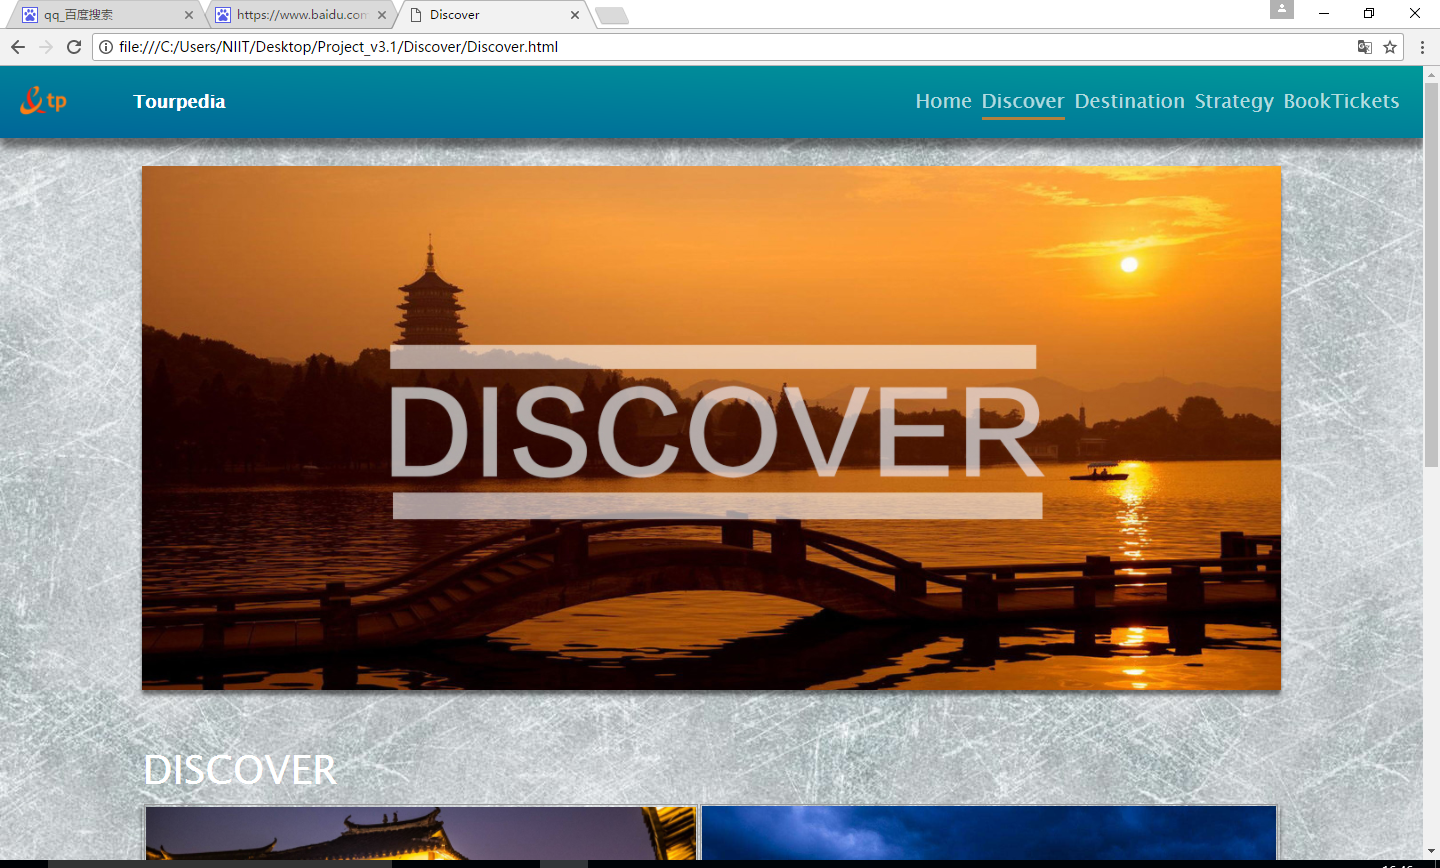 qq_百度搜索
https://www.baidu.com
Discover
file:///C:/Users/NIIT/Desktop/Project_v3.1/Discover/Discover.html
tp
Tourpedia
Home Discover Destination Strategy BookTickets
DISCOVER
DISCOVER